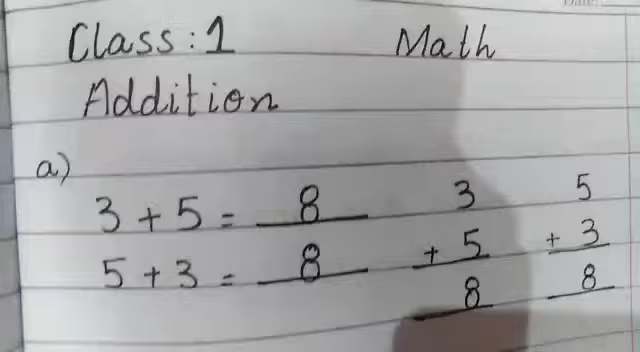 Class : 1 Math
Addition
a)
3 + 5 = 8 3 5
5 + 3 = 8 + 5 + 3
8 8